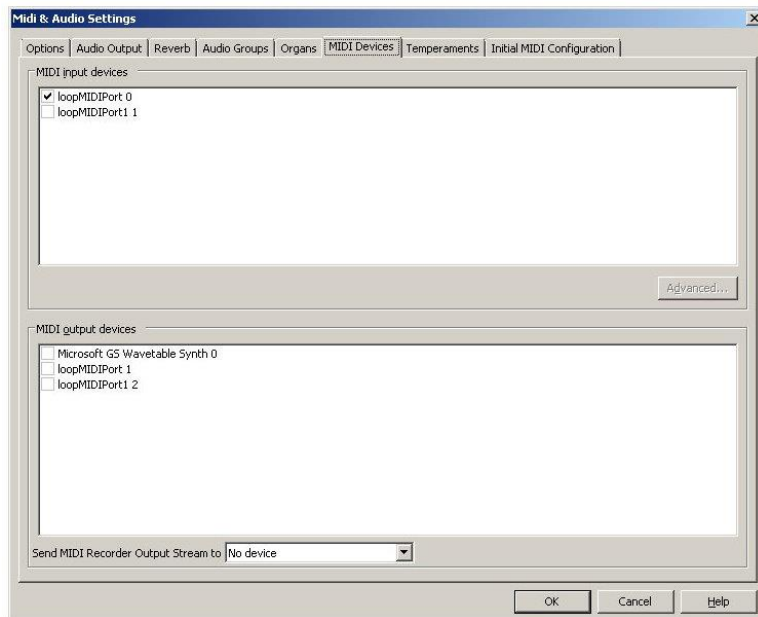 Midi & Audio Settings
Options Audio Output Reverb Audio Groups Organs MIDI Devices Temperaments Initial MIDI Configuration
MIDI input devices
loopMIDIPort 0
loopMIDIPort1 1
Advanced...
MIDI output devices
Microsoft GS Wavetable Synth 0
loopMIDIPort 1
loopMIDIPort1 2
Send MIDI Recorder Output Stream to No device
OK Cancel Help